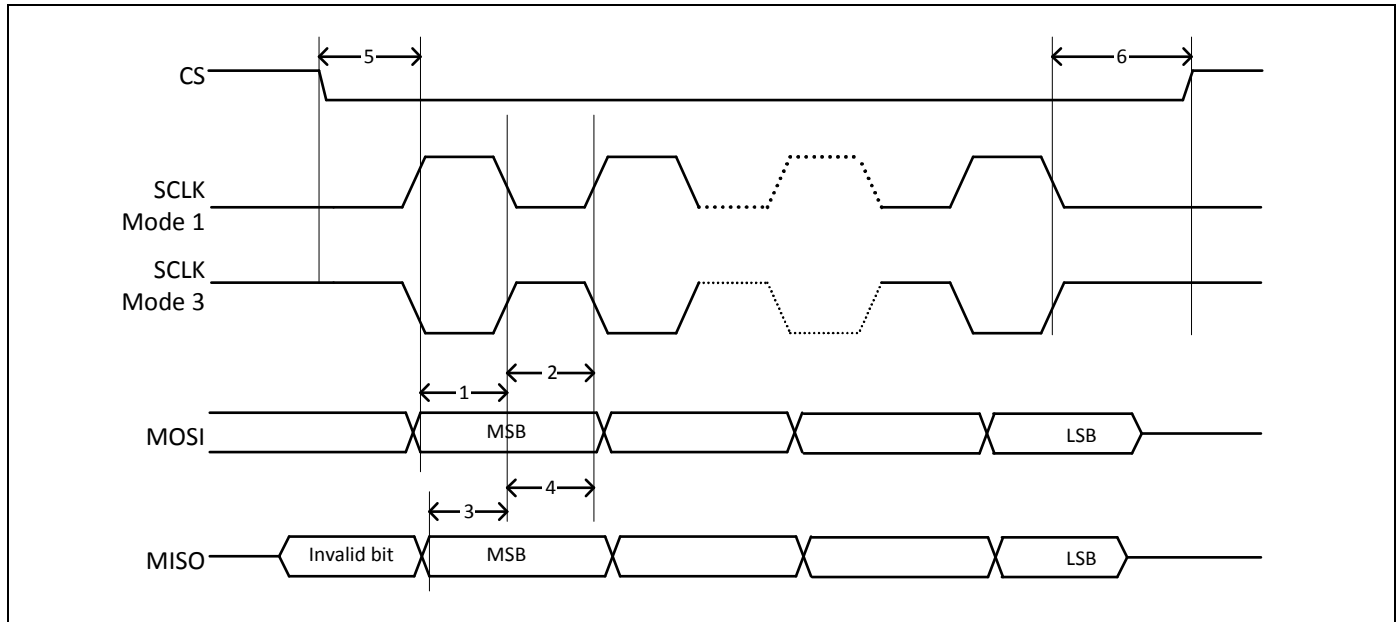 5
6
CS
SCLK
Mode 1
SCLK
Mode 3
2
1
MOSI
MSB
LSB
4
3
MISO
Invalid bit
MSB
LSB